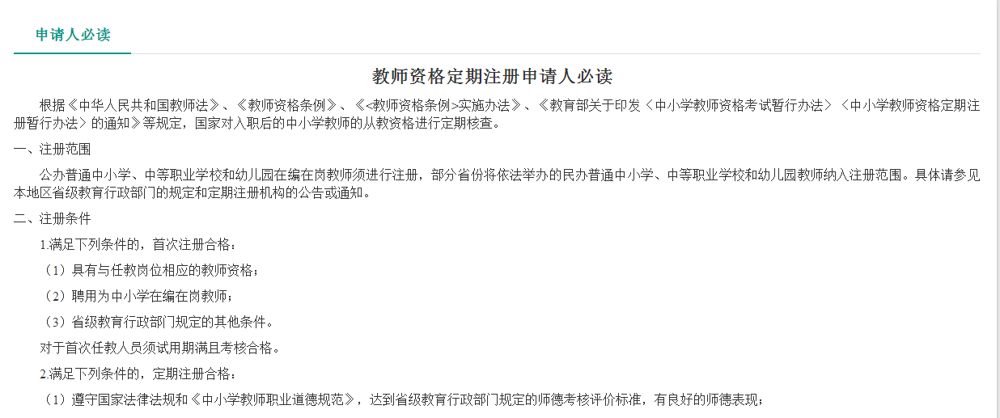 申请人必读
教师资格定期注册申请人必读
根据《中华人民共和国教师法》、《教师资格条例》、《<教师资格条例>实施办法》、《教育部关于印发〈中小学教师资格考试暂行办法〉〈中小学教师资格定期注
册暂行办法〉的通知》等规定，国家对入职后的中小学教师的从教资格进行定期核查。
一、注册范围
公办普通中小学、中等职业学校和幼儿园在编在岗教师须进行注册，部分省份将依法举办的民办普通中小学、中等职业学校和幼儿园教师纳入注册范围。具体请参见
本地区省级教育行政部门的规定和定期注册机构的公告或通知。
二、注册条件
1.满足下列条件的，首次注册合格：
（1）具有与任教岗位相应的教师资格；
（2）聘用为中小学在编在岗教师；
（3）省级教育行政部门规定的其他条件。
对于首次任教人员须试用期满且考核合格。
2.满足下列条件的，定期注册合格：
（1）遵守国家法律法规和《中小学教师职业道德规范》，达到省级教育行政部门规定的师德考核评价标准，有良好的师德表现；